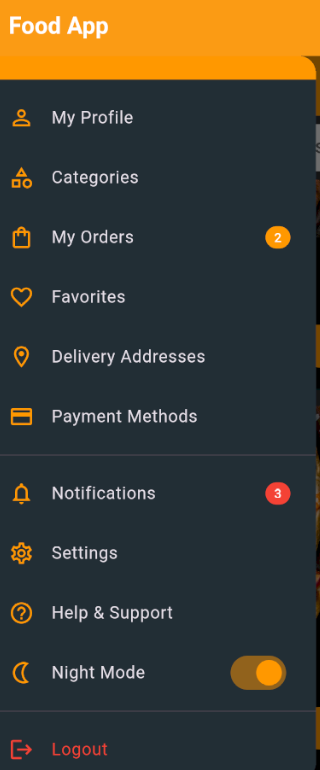 Food App
My Profile
Categories
My Orders
2
Favorites
Delivery Addresses
Payment Methods
Notifications
3
Settings
Help & Support
Night Mode
Logout